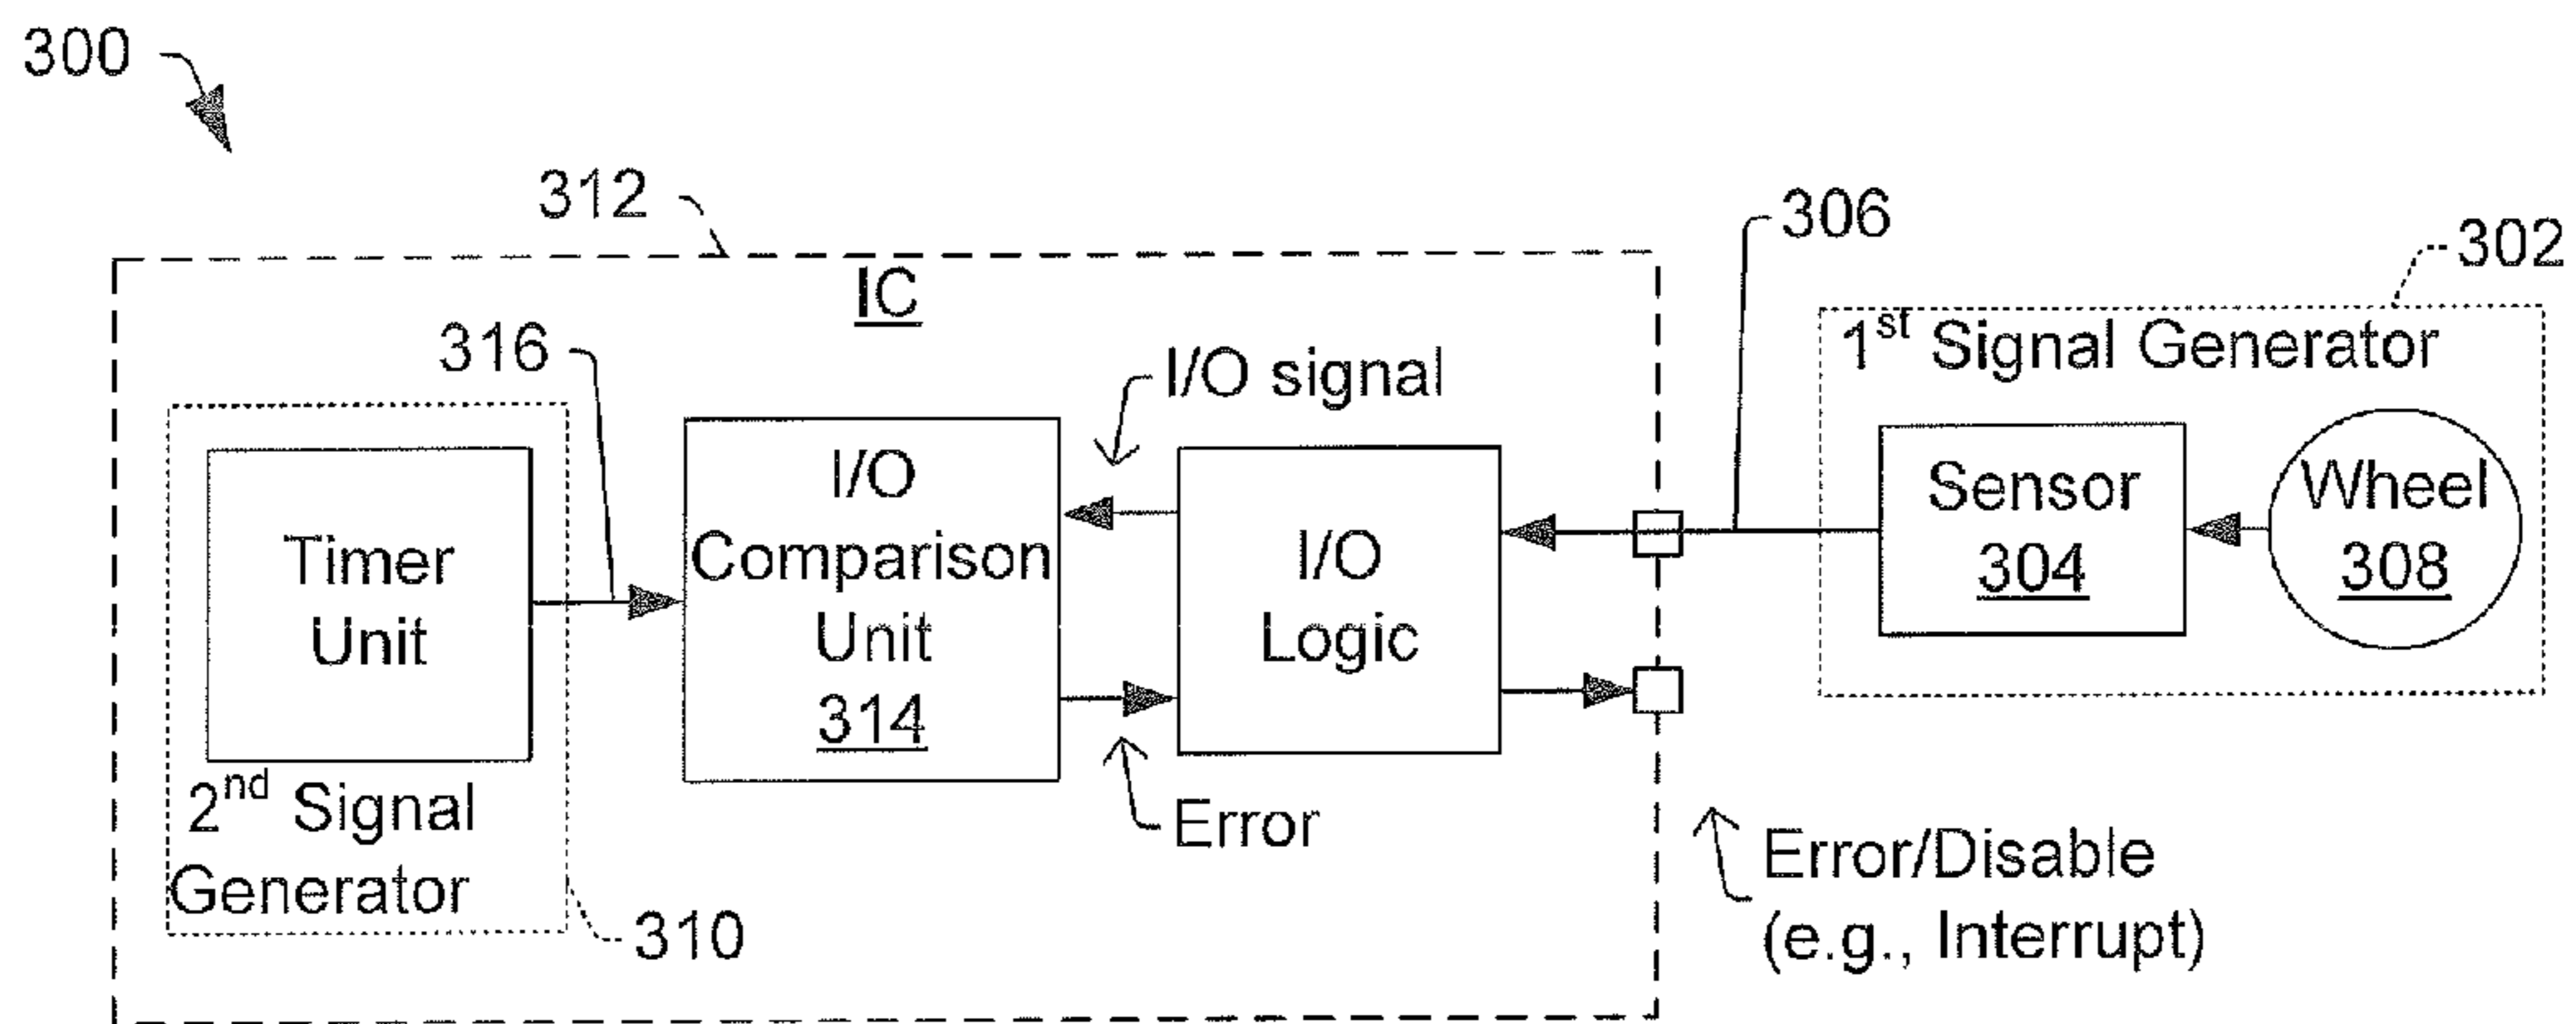 300
312
306
302
IC
1st Signal Generator
316
I/O signal
I/O
Comparison
Unit
314
Timer
Unit
I/O
Logic
Sensor
304
Wheel
308
2nd Signal
Generator
Error
310
Error/Disable
(e.g., Interrupt)